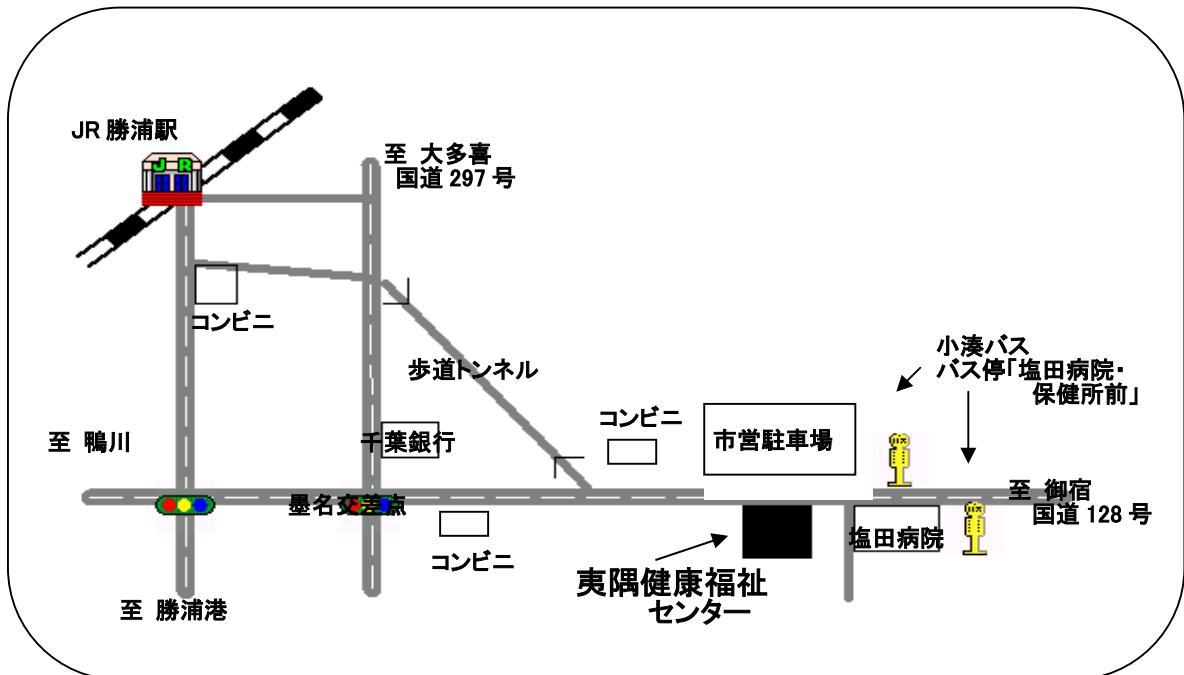 JR 勝浦駅
JR
至 大多喜
国道 297 号
コンビニ
歩道トンネル
小湊バス
バス停「塩田病院・
保健所前」
コンビニ
市営駐車場
千葉銀行
至 鴨川
墨名交差点
至 御宿
国道 128 号
塩田病院
コンビニ
夷隅健康福祉
センター
至 勝浦港